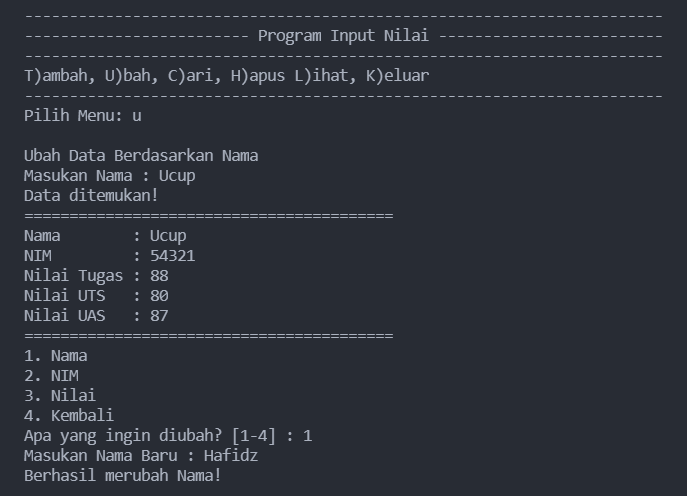 -----------------------------------------------------------------------
------------------------- Program Input Nilai -------------------------
-----------------------------------------------------------------------
T)ambah, U)bah, C)ari, H)apus L)ihat, K)eluar
-----------------------------------------------------------------------
Pilih Menu: u
Ubah Data Berdasarkan Nama
Masukan Nama : Ucup
Data ditemukan!
=========================================
Nama        : Ucup
NIM         : 54321
Nilai Tugas : 88
Nilai UTS   : 80
Nilai UAS   : 87
=========================================
1. Nama
2. NIM
3. Nilai
4. Kembali
Apa yang ingin diubah? [1-4] : 1
Masukan Nama Baru : Hafidz
Berhasil merubah Nama!